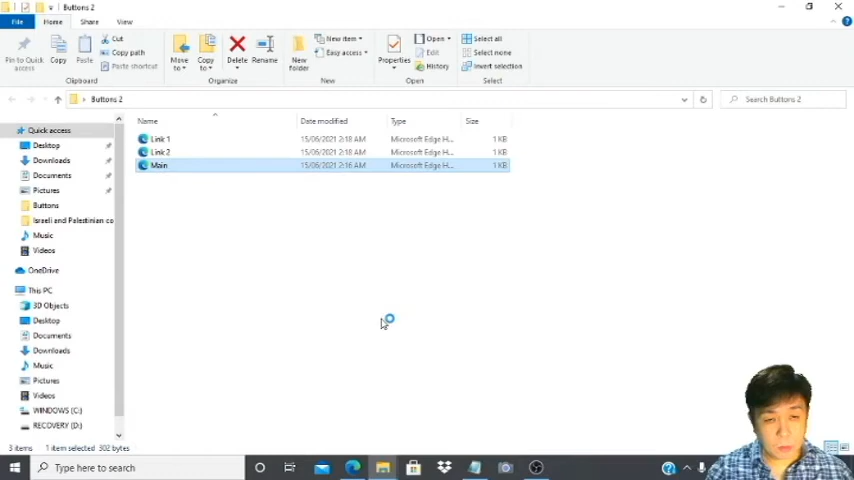 Buttons 2
File Home Share View
Pin to Quick access
Copy
Paste
Cut
Copy path
Paste shortcut
Clipboard
Move to
Copy to
Delete
Rename
Organize
New folder
New item
Easy access
New
Properties
Open
Edit
History
Open
Select all
Select none
Invert selection
Select
Buttons 2
Search Buttons 2
Name Date modified Type Size
Link 1 15/06/2021 2:18 AM Microsoft Edge H... 1 KB
Link 2 15/06/2021 2:18 AM Microsoft Edge H... 1 KB
Main 15/06/2021 2:16 AM Microsoft Edge H... 1 KB
Quick access
Desktop
Downloads
Documents
Pictures
Buttons
Israeli and Palestinian co
Music
Videos
OneDrive
This PC
3D Objects
Desktop
Documents
Downloads
Music
Pictures
Videos
WINDOWS (C:)
RECOVERY (D:)
3 items 1 item selected 302 bytes
Type here to search